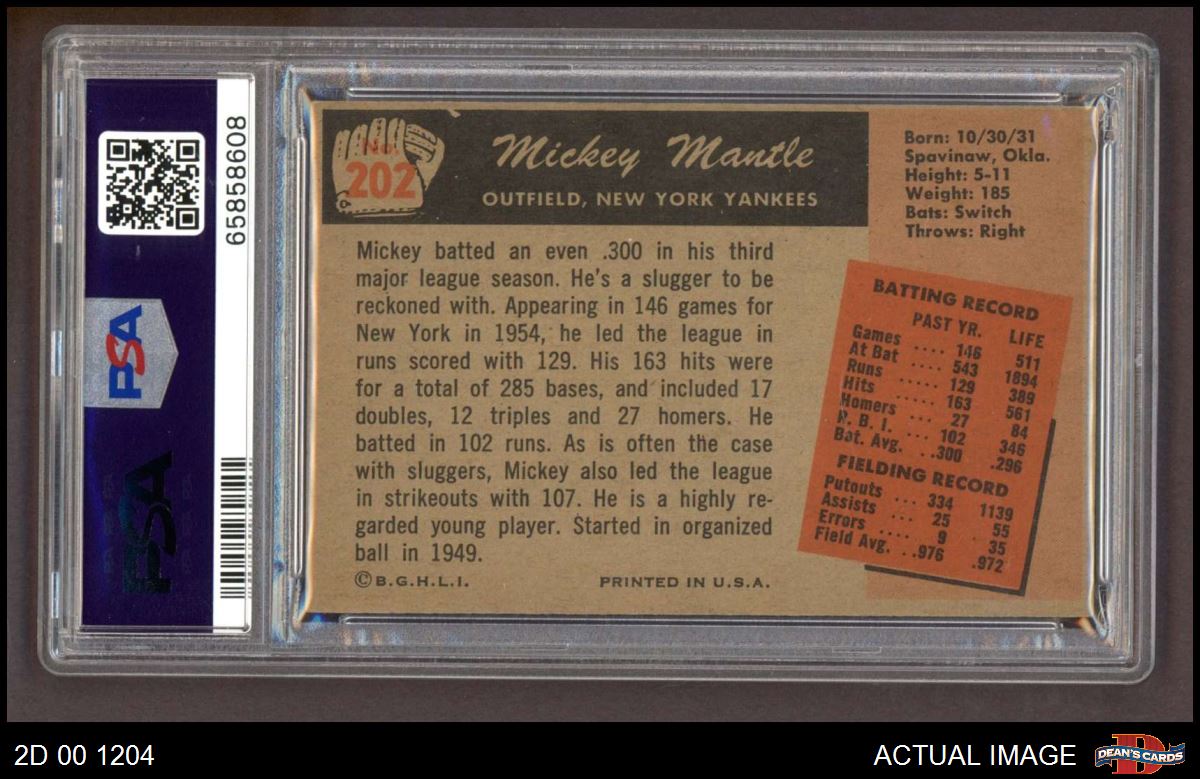 65858608
PSA
PSA
No.
202
Mickey Mantle
OUTFIELD, NEW YORK YANKEES
Born: 10/30/31
Spavinaw, Okla.
Height: 5-11
Weight: 185
Bats: Switch
Throws: Right
Mickey batted an even .300 in his third
major league season. He's a slugger to be
reckoned with. Appearing in 146 games for
New York in 1954, he led the league in
runs scored with 129. His 163 hits were
for a total of 285 bases, and included 17
doubles, 12 triples and 27 homers. He
batted in 102 runs. As is often the case
with sluggers, Mickey also led the league
in strikeouts with 107. He is a highly re-
garded young player. Started in organized
ball in 1949.
©B.G.H.L.I. PRINTED IN U.S.A.
BATTING RECORD
PAST YR. LIFE
Games .... 146 511
At Bat .... 543 1894
Runs ..... 129 389
Hits ..... 163 561
Homers .... 27 84
R. B. I. ... 102 346
Bat. Avg. .. .300 .296
FIELDING RECORD
Putouts ... 334 1139
Assists ... 25 55
Errors .... 9 35
Field Avg. ..976 .972
2D 00 1204
ACTUAL IMAGE
DEAN'S CARDS